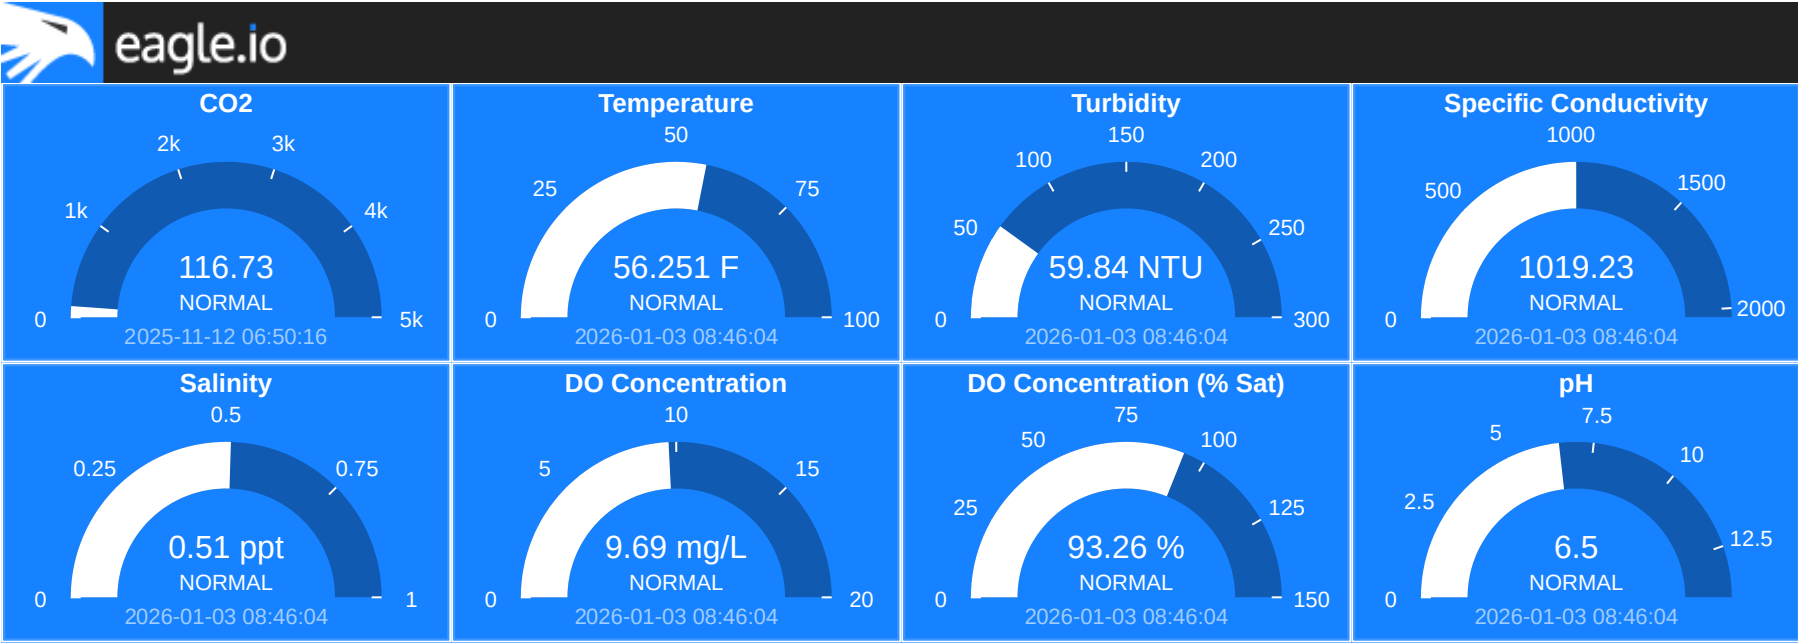 eagle.io
CO2
2k
3k
1k
4k
116.73
NORMAL
0
5k
2025-11-12 06:50:16
Temperature
50
25
75
56.251 F
NORMAL
0
100
2026-01-03 08:46:04
Turbidity
150
100
200
50
250
59.84 NTU
NORMAL
0
300
2026-01-03 08:46:04
Specific Conductivity
1000
500
1500
1019.23
NORMAL
0
2000
2026-01-03 08:46:04
Salinity
0.5
0.25
0.75
0.51 ppt
NORMAL
0
1
2026-01-03 08:46:04
DO Concentration
10
5
15
9.69 mg/L
NORMAL
0
20
2026-01-03 08:46:04
DO Concentration (% Sat)
75
50
100
25
125
93.26 %
NORMAL
0
150
2026-01-03 08:46:04
pH
7.5
5
10
2.5
12.5
6.5
NORMAL
0
2026-01-03 08:46:04